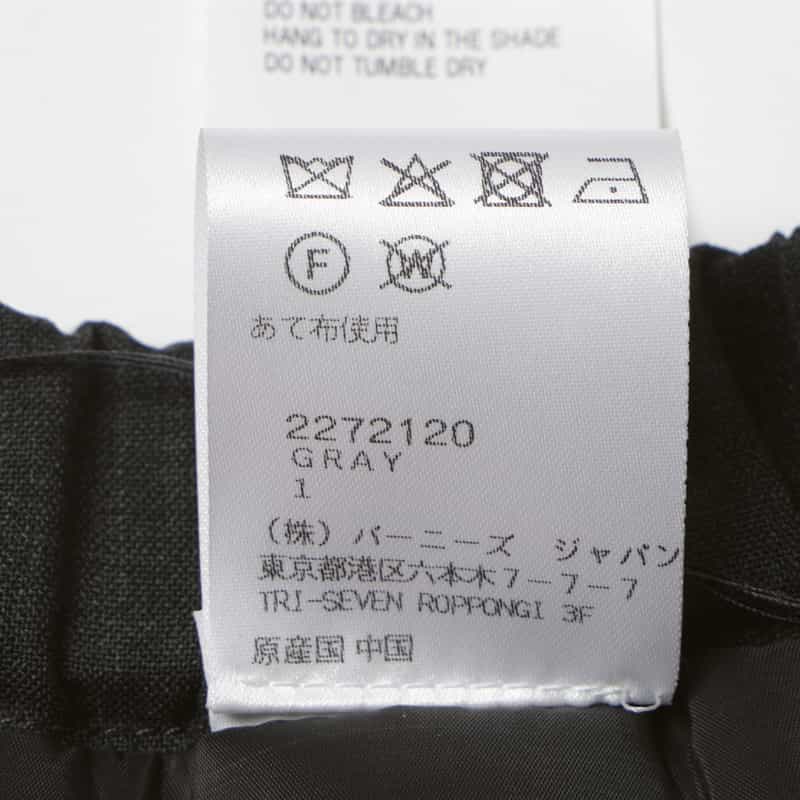 DO NOT BLEACH
HANG TO DRY IN THE SHADE
DO NOT TUMBLE DRY
F W
あて布使用
2272120
GRAY
1
(株) バーニーズ ジャパン
東京都港区六本木7-7-7
TRI-SEVEN ROPPONGI 3F
原産国 中国